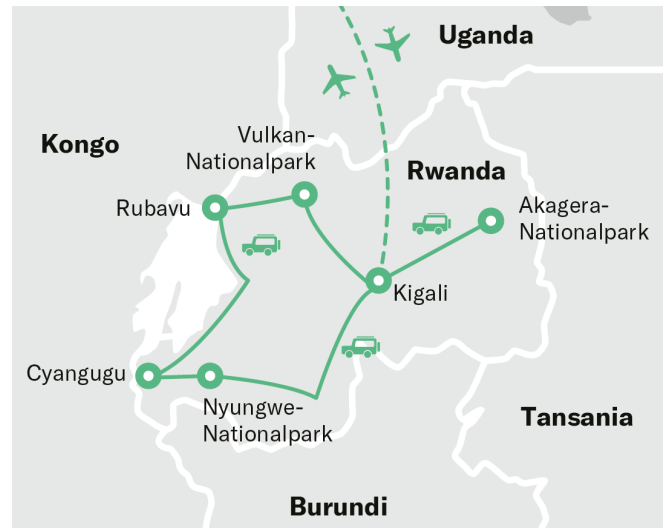 Uganda
Kongo
Vulkan-
Nationalpark
Rwanda
Rubavu
Akagera-
Nationalpark
Kigali
Cyangugu
Nyungwe-
Nationalpark
Tansania
Burundi